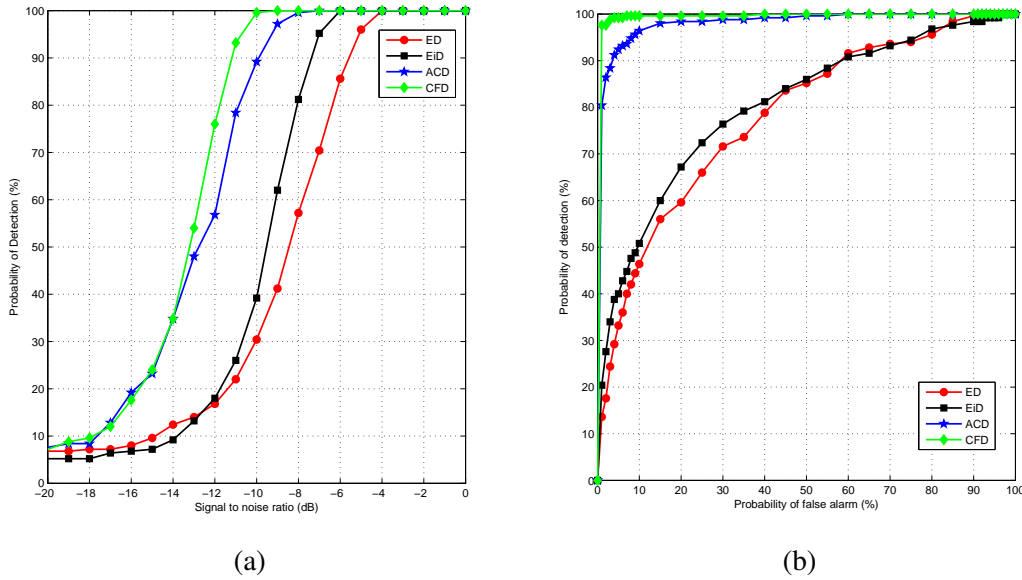 100
90
80
70
60
50
40
30
20
10
0
Probability of Detection (%)
−20 −18 −16 −14 −12 −10 −8 −6 −4 −2 0
Signal to noise ratio (dB)
ED
EiD
ACD
CFD
(a)
100
90
80
70
60
50
40
30
20
10
0
Probability of detection (%)
0 10 20 30 40 50 60 70 80 90 100
Probability of false alarm (%)
ED
EiD
ACD
CFD
(b)